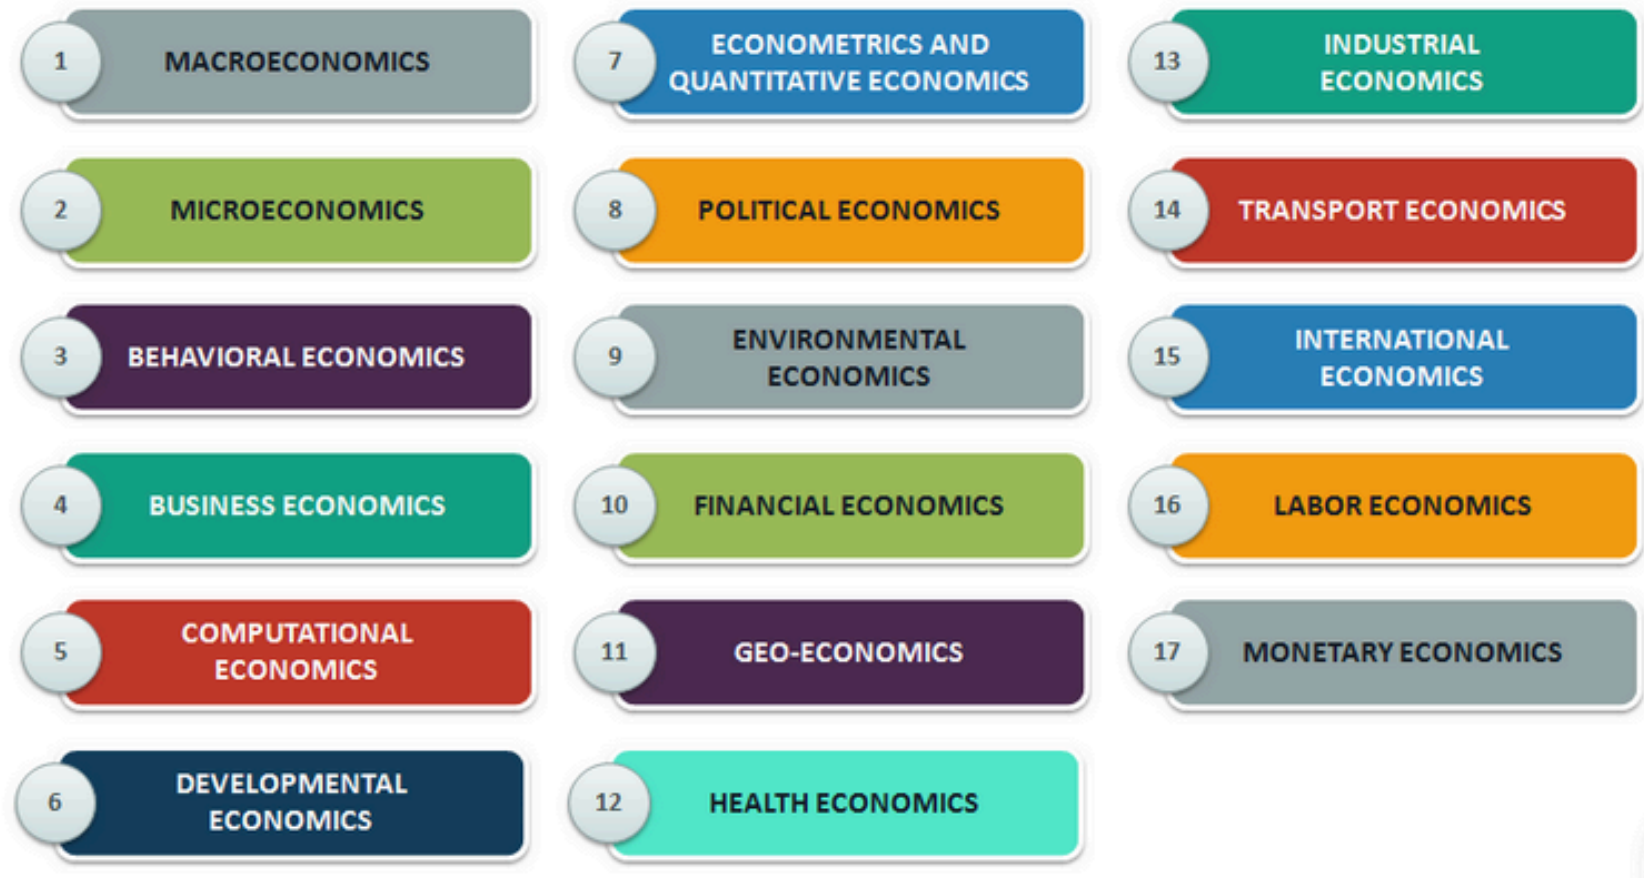 1
MACROECONOMICS
2
MICROECONOMICS
3
BEHAVIORAL ECONOMICS
4
BUSINESS ECONOMICS
5
COMPUTATIONAL
ECONOMICS
6
DEVELOPMENTAL
ECONOMICS
7
ECONOMETRICS AND
QUANTITATIVE ECONOMICS
8
POLITICAL ECONOMICS
9
ENVIRONMENTAL
ECONOMICS
10
FINANCIAL ECONOMICS
11
GEO-ECONOMICS
12
HEALTH ECONOMICS
13
INDUSTRIAL
ECONOMICS
14
TRANSPORT ECONOMICS
15
INTERNATIONAL
ECONOMICS
16
LABOR ECONOMICS
17
MONETARY ECONOMICS